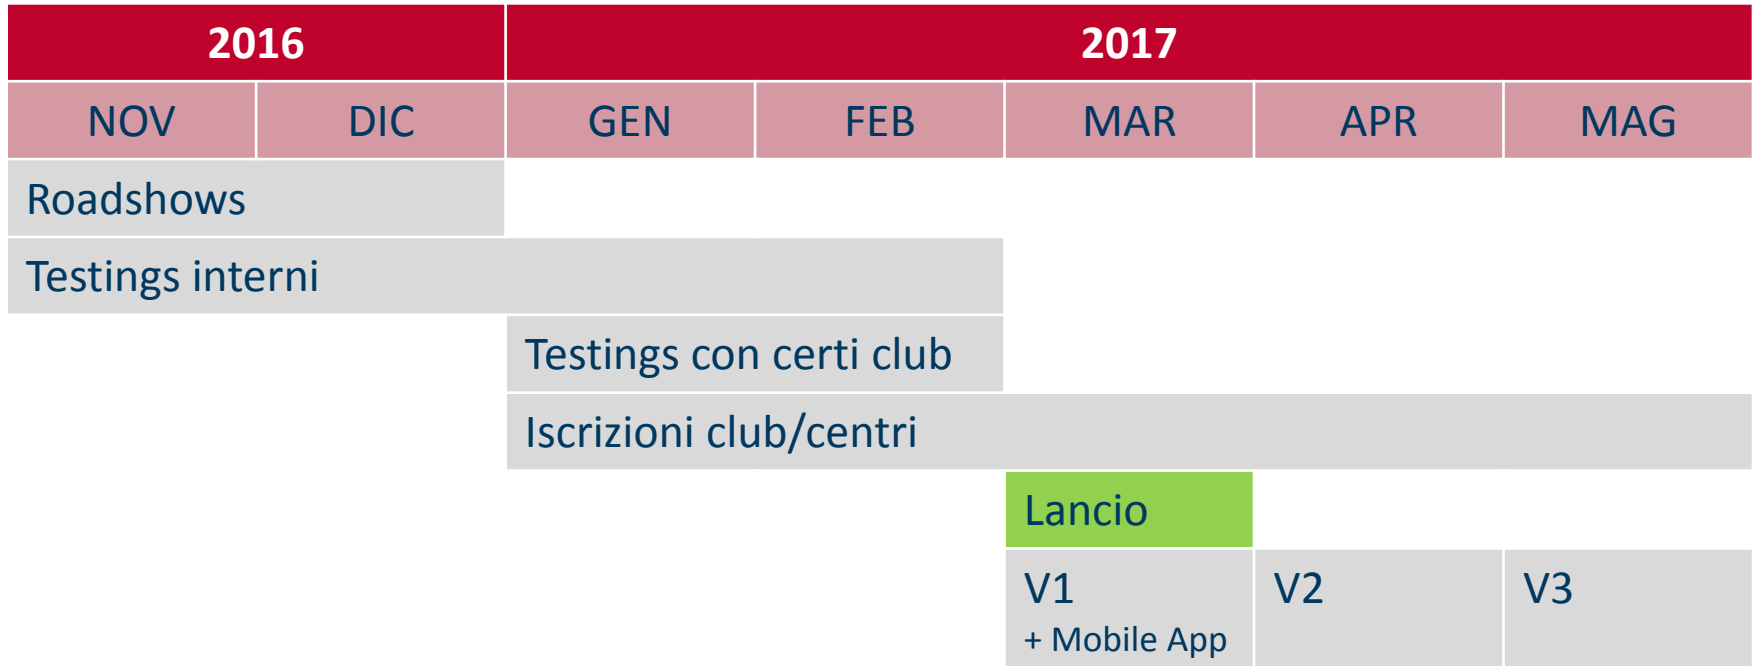 2016 2017
NOV DIC GEN FEB MAR APR MAG
Roadshows
Testings interni
Testings con certi club
Iscrizioni club/centri
Lancio
V1 V2 V3
+ Mobile App